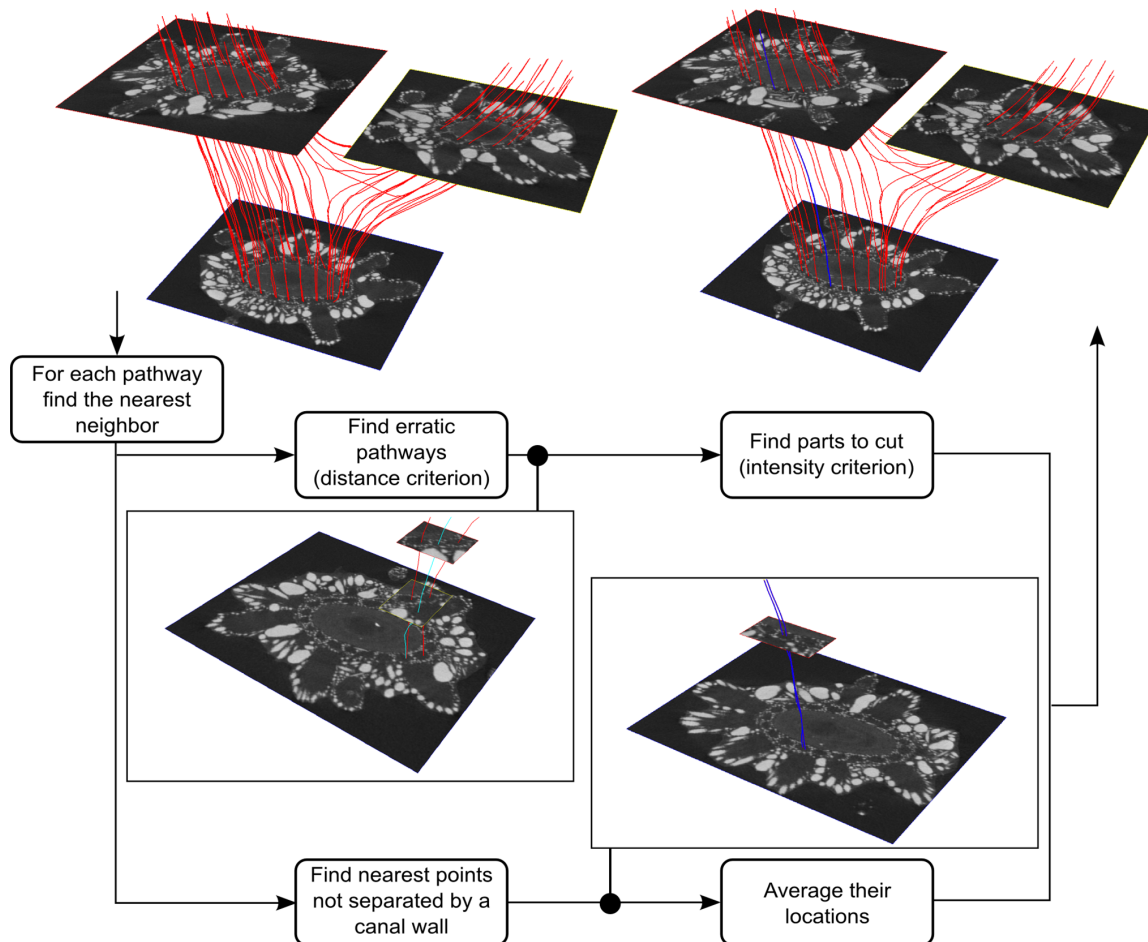 For each pathway
find the nearest
neighbor
Find erratic
pathways
(distance criterion)
Find parts to cut
(intensity criterion)
Find nearest points
not separated by a
canal wall
Average their
locations